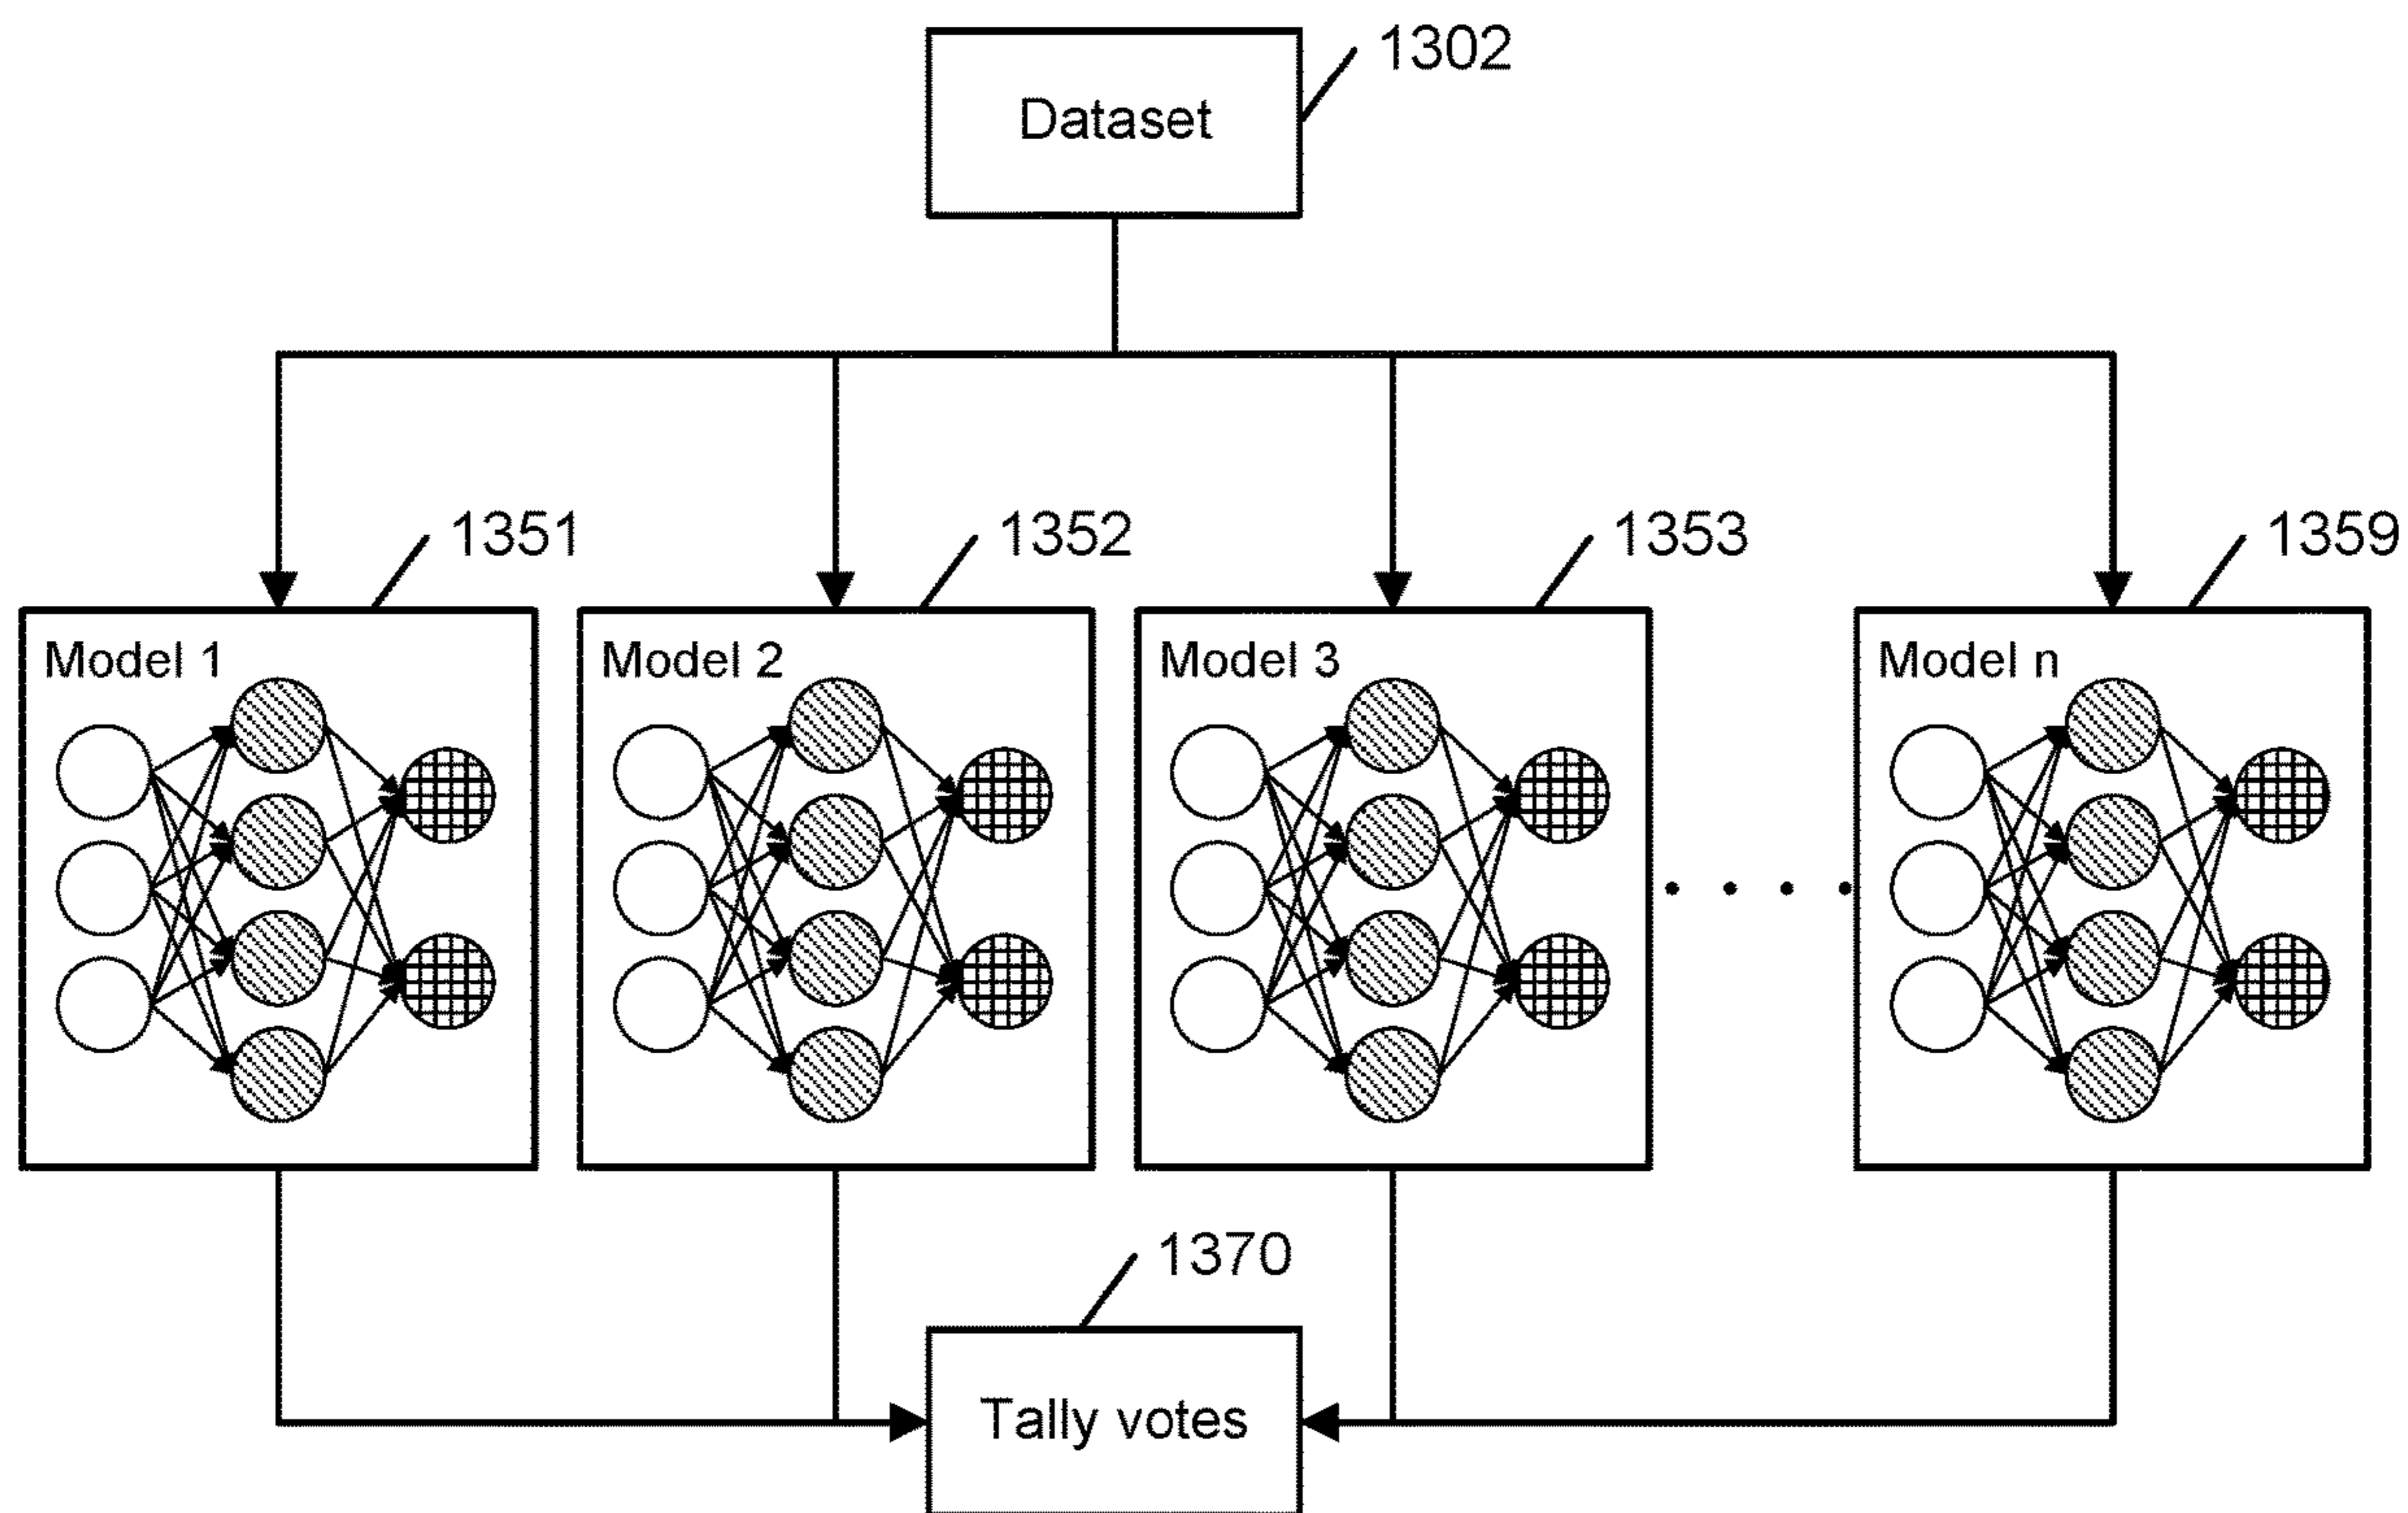 1302
Dataset
1351
1352
1353
1359
Model 1
Model 2
Model 3
Model n
1370
Tally votes